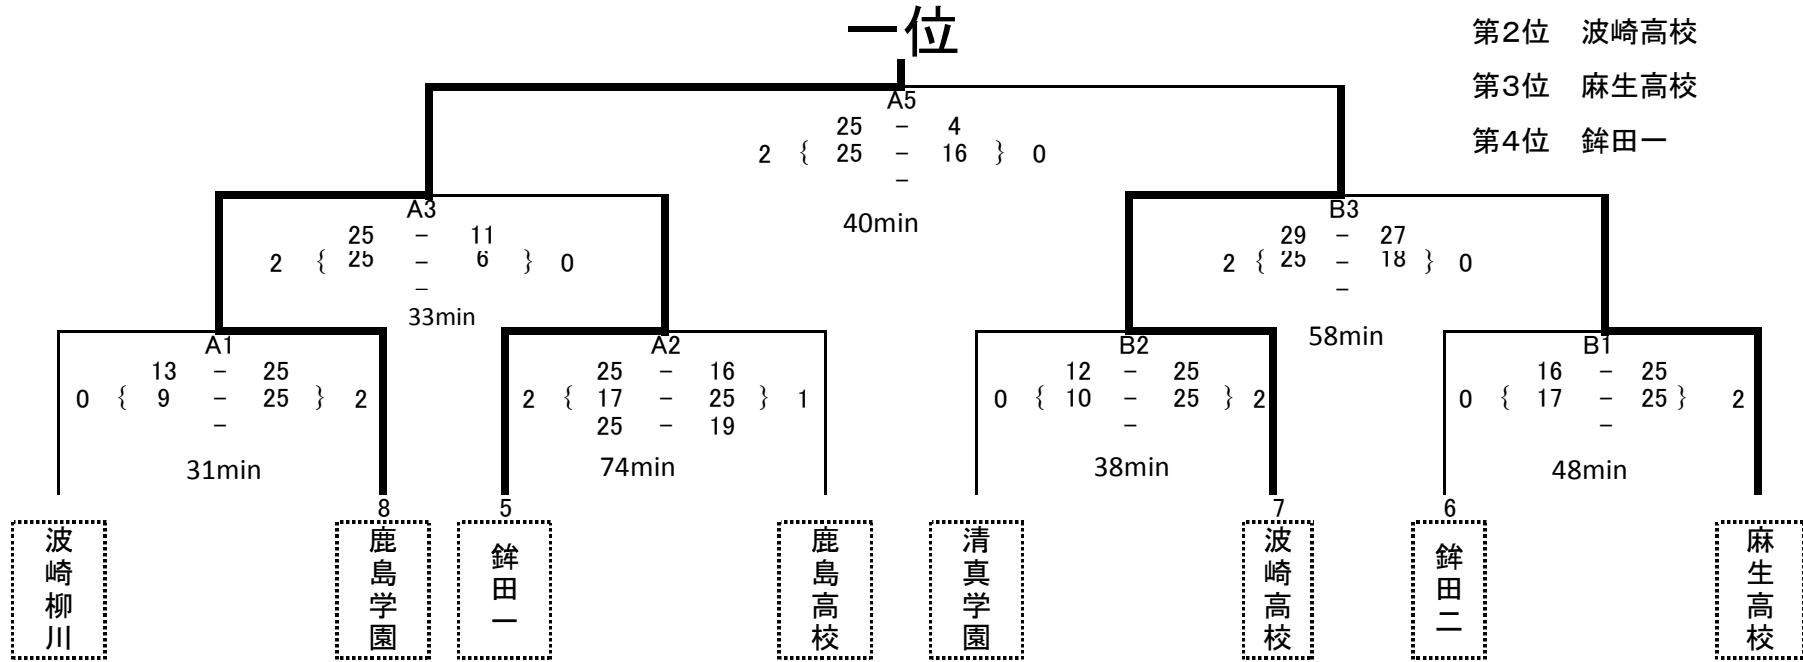 一位
第2位 波崎高校
第3位 麻生高校
第4位 鉾田一
A5
25 － 4
2 { 25 － 16 } 0
－
40min
A3
25 － 11
2 { 25 － 6 } 0
－
33min
B3
29 － 27
2 { 25 － 18 } 0
－
58min
A1
13 － 25
0 { 9 － 25 } 2
－
31min
A2
25 － 16
2 { 17 － 25 } 1
25 － 19
74min
B2
12 － 25
0 { 10 － 25 } 2
－
38min
B1
16 － 25
0 { 17 － 25 } 2
－
48min
8
5
7
6
波崎柳川
鹿島学園
鉾田一
鹿島高校
清真学園
波崎高校
鉾田二
麻生高校